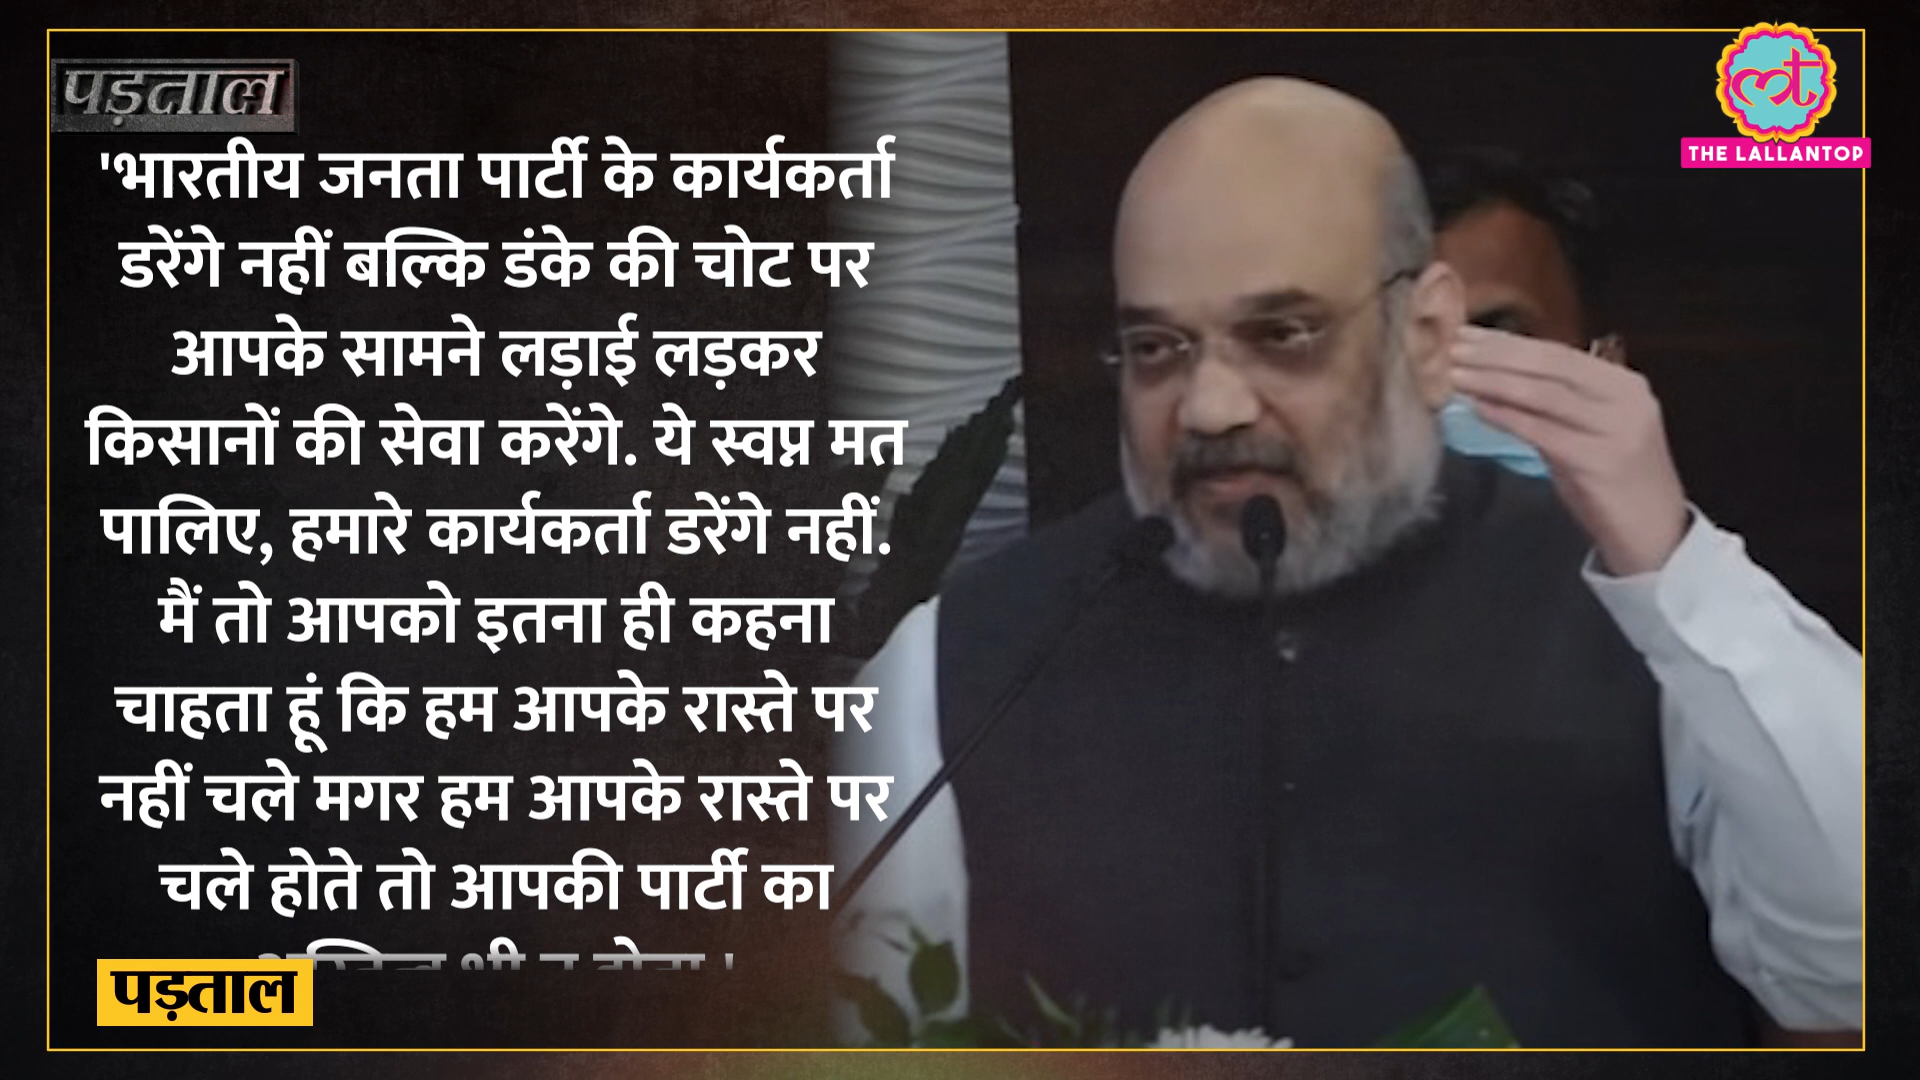 पड़ताल
THE LALLANTOP
'भारतीय जनता पार्टी के कार्यकर्ता
डरेंगे नहीं बल्कि डंके की चोट पर
आपके सामने लड़ाई लड़कर
किसानों की सेवा करेंगे. ये स्वप्न मत
पालिए, हमारे कार्यकर्ता डरेंगे नहीं.
मैं तो आपको इतना ही कहना
चाहता हूं कि हम आपके रास्ते पर
नहीं चले मगर हम आपके रास्ते पर
चले होते तो आपकी पार्टी का
पड़ताल